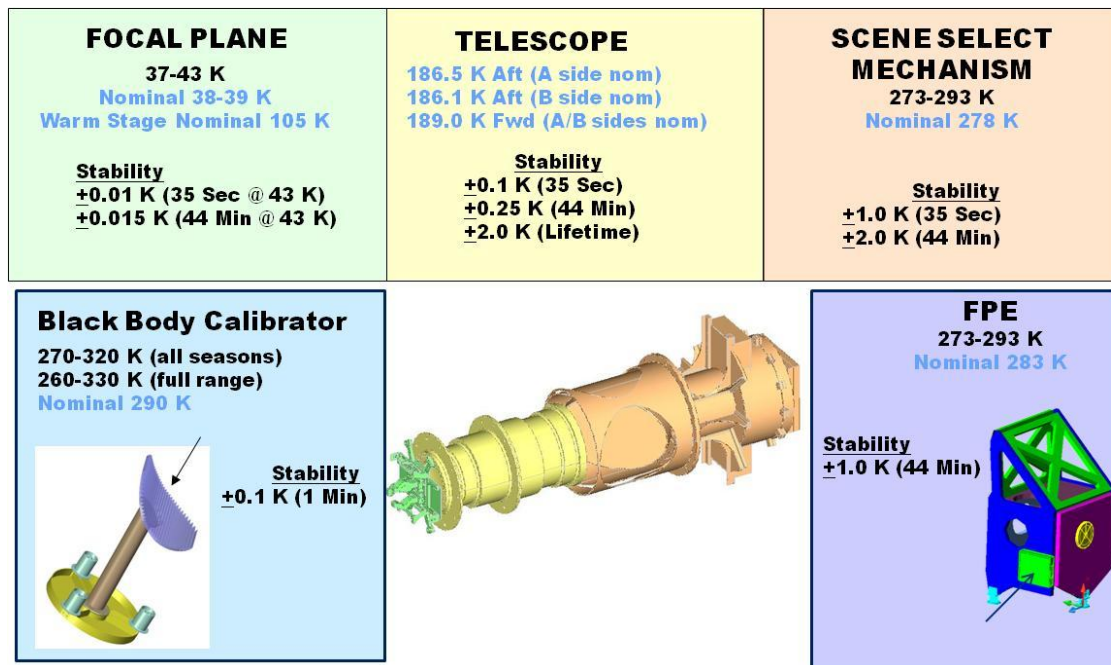 FOCAL PLANE
37-43 K
Nominal 38-39 K
Warm Stage Nominal 105 K
Stability
+0.01 K (35 Sec @ 43 K)
+0.015 K (44 Min @ 43 K)
TELESCOPE
186.5 K Aft (A side nom)
186.1 K Aft (B side nom)
189.0 K Fwd (A/B sides nom)
Stability
+0.1 K (35 Sec)
+0.25 K (44 Min)
+2.0 K (Lifetime)
SCENE SELECT
MECHANISM
273-293 K
Nominal 278 K
Stability
+1.0 K (35 Sec)
+2.0 K (44 Min)
Black Body Calibrator
270-320 K (all seasons)
260-330 K (full range)
Nominal 290 K
Stability
+0.1 K (1 Min)
FPE
273-293 K
Nominal 283 K
Stability
+1.0 K (44 Min)